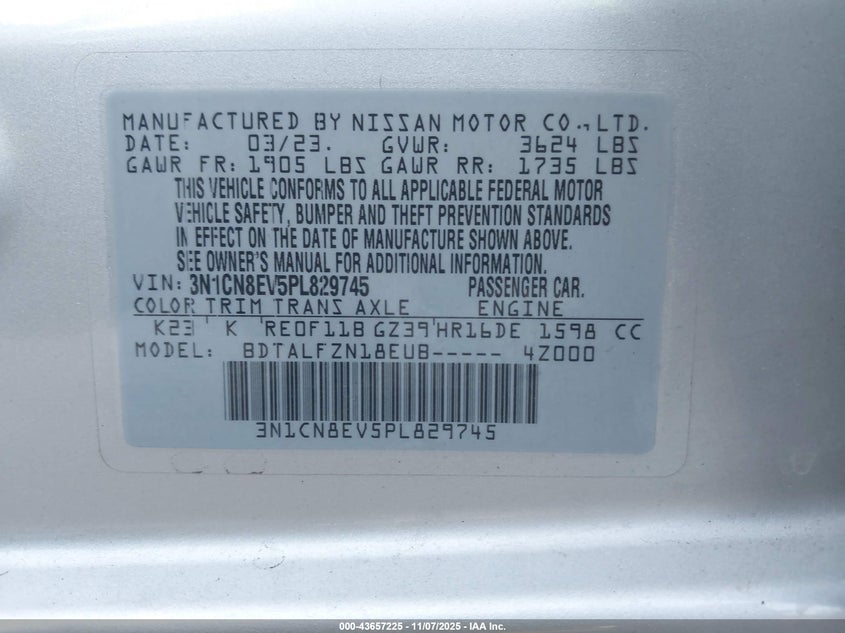 MANUFACTURED BY NISSAN MOTOR CO.,LTD.
DATE: 03/23. GVWR: 3624 LBS
GAWR FR: 1905 LBS GAWR RR: 1735 LBS
THIS VEHICLE CONFORMS TO ALL APPLICABLE FEDERAL MOTOR
VEHICLE SAFETY, BUMPER AND THEFT PREVENTION STANDARDS
IN EFFECT ON THE DATE OF MANUFACTURE SHOWN ABOVE.
SEE OWNER'S MANUAL FOR ADDITIONAL INFORMATION.
VIN: 3N1CN8EV5PL829745 PASSENGER CAR.
COLOR TRIM TRANS AXLE ENGINE
K23 ' K 'RE0F11B GZ39'HR16DE 1598 CC
MODEL: BDTALFZN18EUB----- 4Z000
3N1CN8EV5PL829745
000-43657225 - 11/07/2025 - IAA Inc.